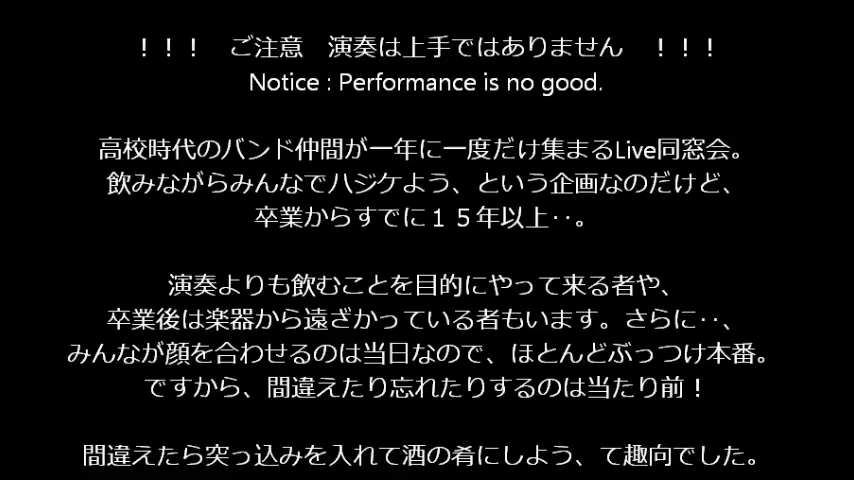 ！！！　ご注意　演奏は上手ではありません　！！！
Notice : Performance is no good.
高校時代のバンド仲間が一年に一度だけ集まるLive同窓会。
飲みながらみんなでハジケよう、という企画なのだけど、
卒業からすでに１５年以上‥。
演奏よりも飲むことを目的にやって来る者や、
卒業後は楽器から遠ざかっている者もいます。さらに‥、
みんなが顔を合わせるのは当日なので、ほとんどぶっつけ本番。
ですから、間違えたり忘れたりするのは当たり前！
間違えたら突っ込みを入れて酒の肴にしよう、て趣向でした。